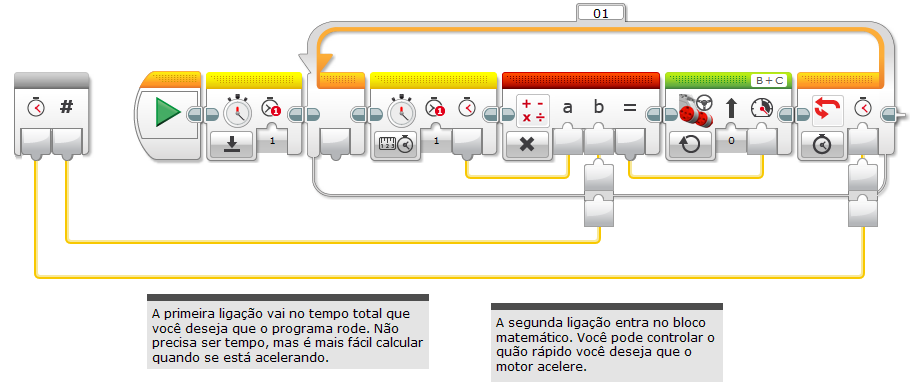 01
B+C
#
1
1
1
1
a b =
+ -
x ÷
0
A primeira ligação vai no tempo total que
você deseja que o programa rode. Não
precisa ser tempo, mas é mais fácil calcular
quando se está acelerando.
A segunda ligação entra no bloco
matemático. Você pode controlar o
quão rápido você deseja que o
motor acelere.